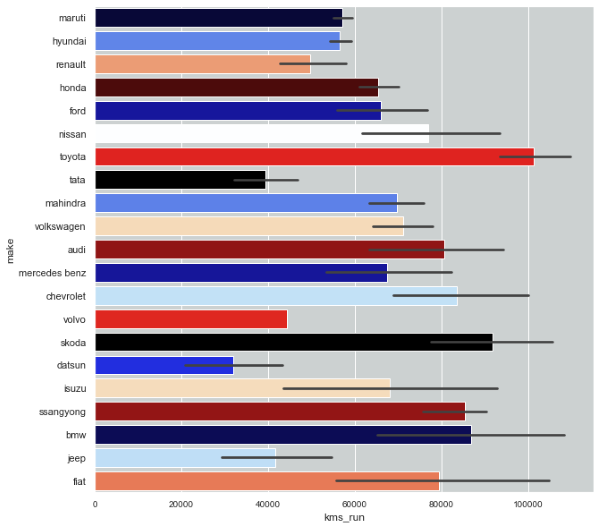 maruti
hyundai
renault
honda
ford
nissan
toyota
tata
mahindra
volkswagen
audi
mercedes benz
chevrolet
volvo
skoda
datsun
isuzu
ssangyong
bmw
jeep
fiat
make
0 20000 40000 60000 80000 100000
kms_run